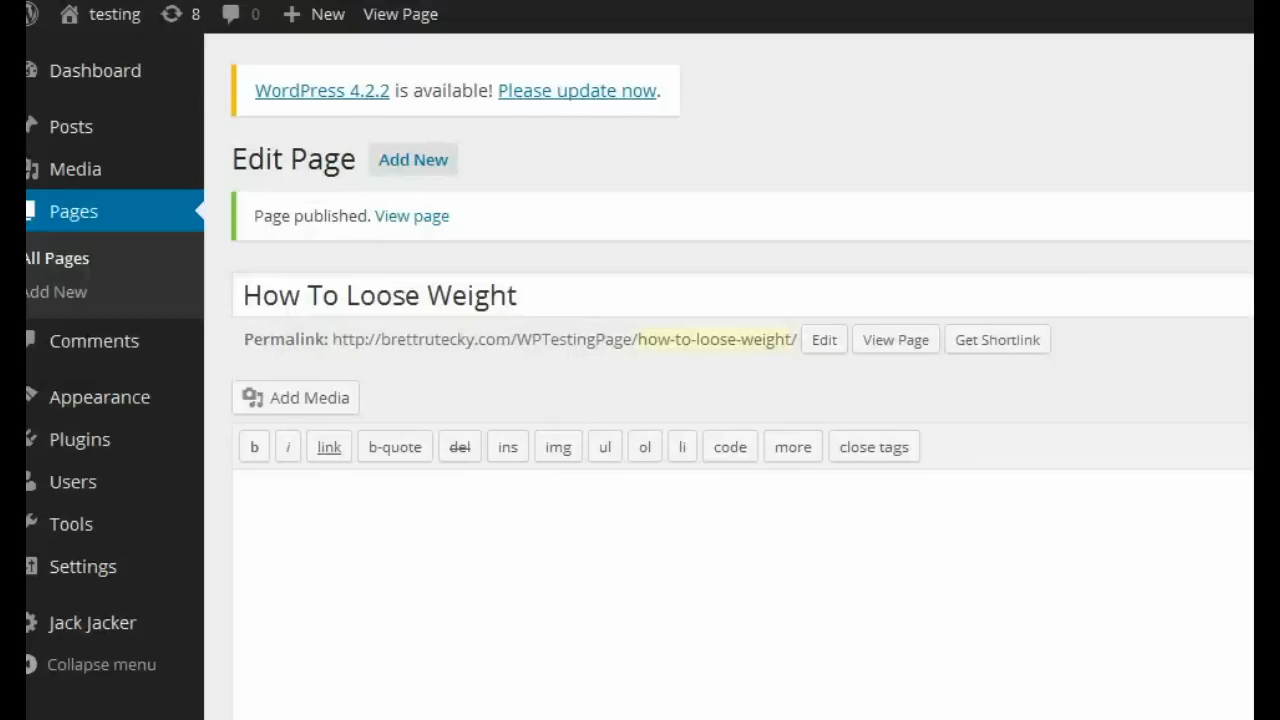 testing 8 0 New View Page
Dashboard
WordPress 4.2.2 is available! Please update now.
Posts
Edit Page Add New
Media
Pages
Page published. View page
All Pages
Add New
How To Loose Weight
Comments
Permalink: http://brettrutecky.com/WPTestingPage/how-to-loose-weight/ Edit View Page Get Shortlink
Appearance
Add Media
Plugins
b i link b-quote del ins img ul ol li code more close tags
Users
Tools
Settings
Jack Jacker
Collapse menu